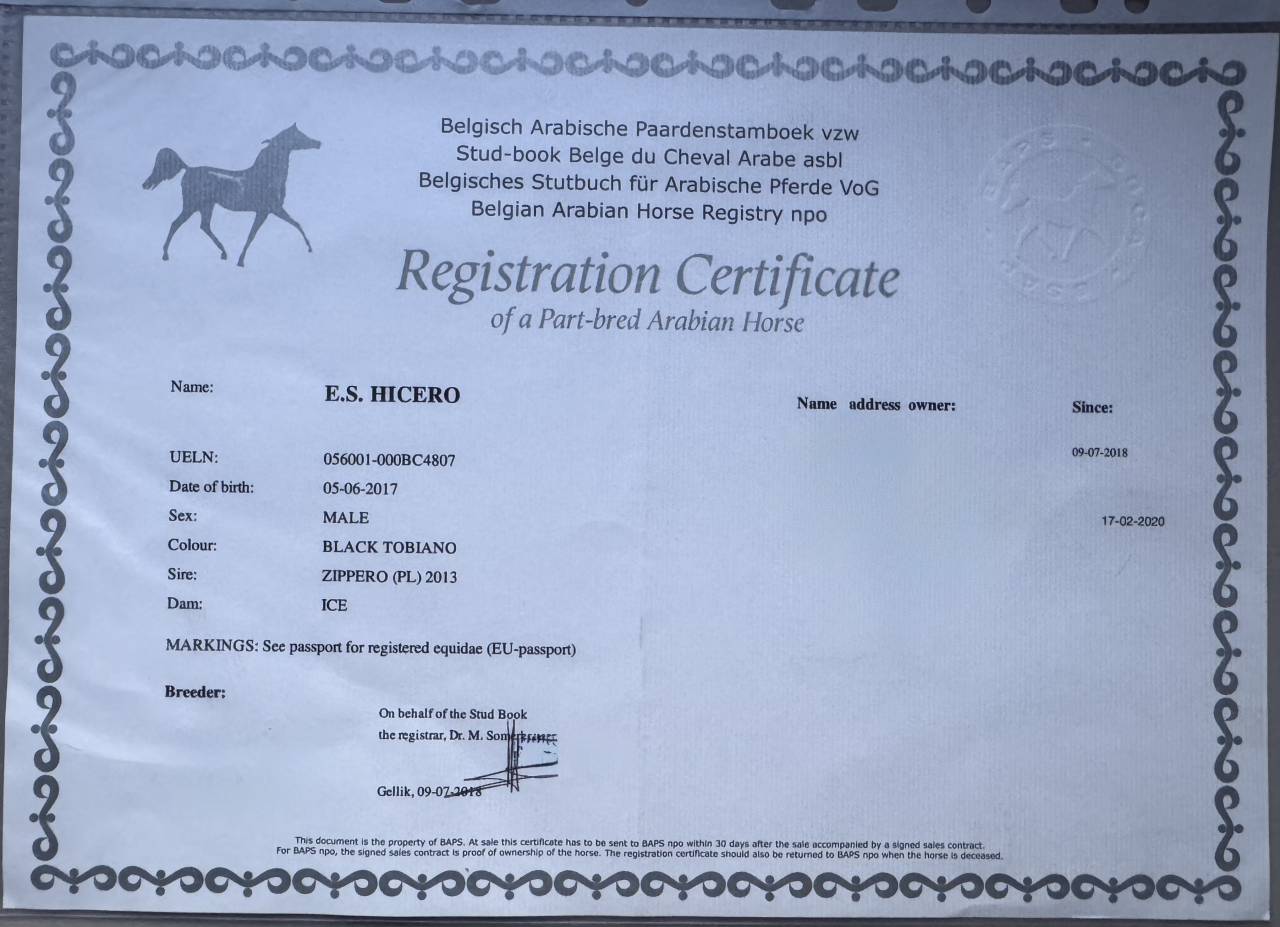 Belgisch Arabische Paardenstamboek vzw
Stud-book Belge du Cheval Arabe asbl
Belgisches Stutbuch für Arabische Pferde VoG
Belgian Arabian Horse Registry npo
Registration Certificate
of a Part-bred Arabian Horse
Name: E.S. HICERO
Name address owner: Since:
UELN: 056001-000BC4807
09-07-2018
Date of birth: 05-06-2017
Sex: MALE
17-02-2020
Colour: BLACK TOBIANO
Sire: ZIPPERO (PL) 2013
Dam: ICE
MARKINGS: See passport for registered equidae (EU-passport)
Breeder:
On behalf of the Stud Book
the registrar, Dr. M.
Gellik, 09-07-2018
This document is the property of BAPS. At sale this certificate has to be sent to BAPS npo within 30 days after the sale accompanied by a signed sales contract.
For BAPS npo, the signed sales contract is proof of ownership of the horse. The registration certificate should also be returned to BAPS npo when the horse is deceased.